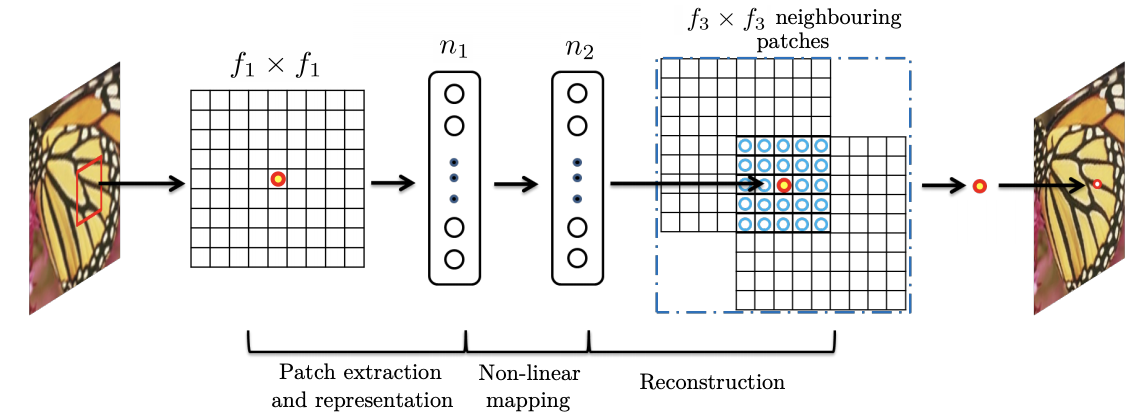 f₁ × f₁
n₁
n₂
f₃ × f₃ neighbouring
patches
Patch extraction
and representation
Non-linear
mapping
Reconstruction